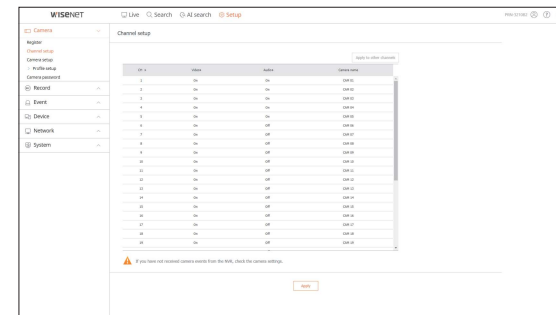 WISENET
Live Search AI search Setup
Camera
Register
Channel setup
Camera setup
Profile setup
Camera password
Record
Event
Device
Network
System
Channel setup
Apply to other channels
CH Video Audio Camera name
1 On On CAM 01
2 On On CAM 02
3 On On CAM 03
4 On On CAM 04
5 On On CAM 05
6 On Off CAM 06
7 On Off CAM 07
8 On Off CAM 08
9 On Off CAM 09
10 On Off CAM 10
11 On Off CAM 11
12 On Off CAM 12
13 On Off CAM 13
14 On Off CAM 14
15 On Off CAM 15
16 On Off CAM 16
17 On Off CAM 17
18 On Off CAM 18
19 On Off CAM 19
If you have not received camera events from the NVR, check the camera settings.
Apply